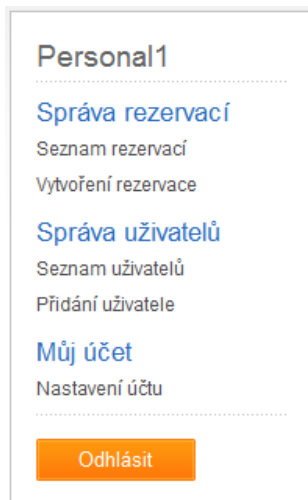 Personal1
Správa rezervací
Seznam rezervací
Vytvoření rezervace
Správa uživatelů
Seznam uživatelů
Přidání uživatele
Můj účet
Nastavení účtu
Odhlásit